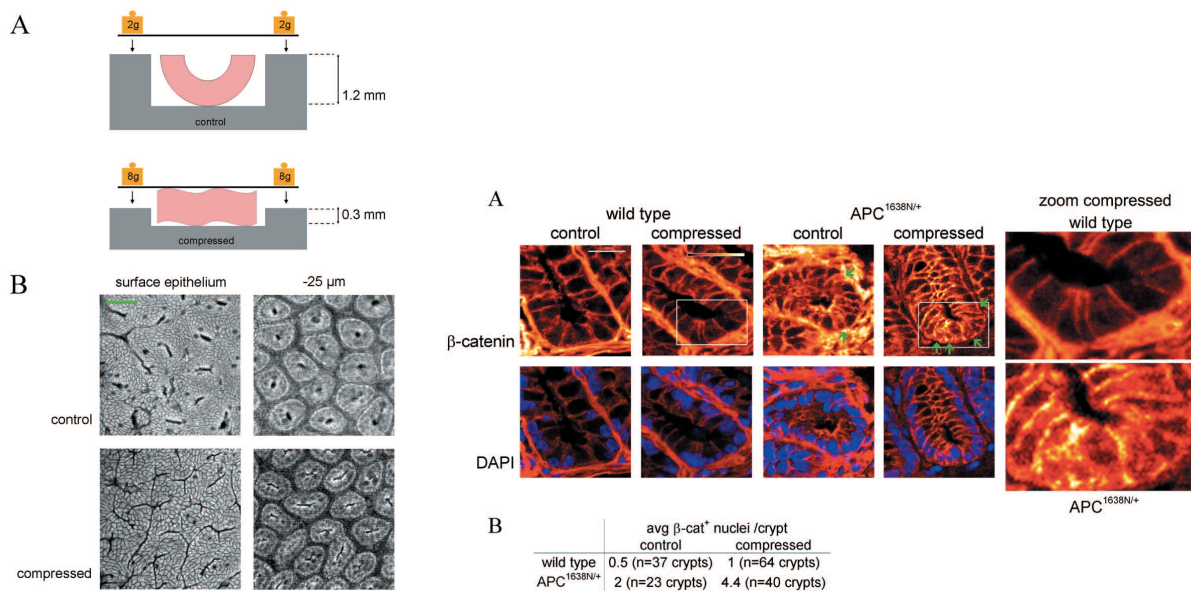 A
2g 2g
1.2 mm
control
8g 8g
0.3 mm
compressed
B
surface epithelium -25 µm
control
compressed
A
wild type APC1638N/+ zoom compressed
control compressed control compressed wild type
β-catenin
DAPI
APC1638N/+
B
avg β-cat+ nuclei /crypt
control compressed
wild type 0.5 (n=37 crypts) 1 (n=64 crypts)
APC1638N/+ 2 (n=23 crypts) 4.4 (n=40 crypts)